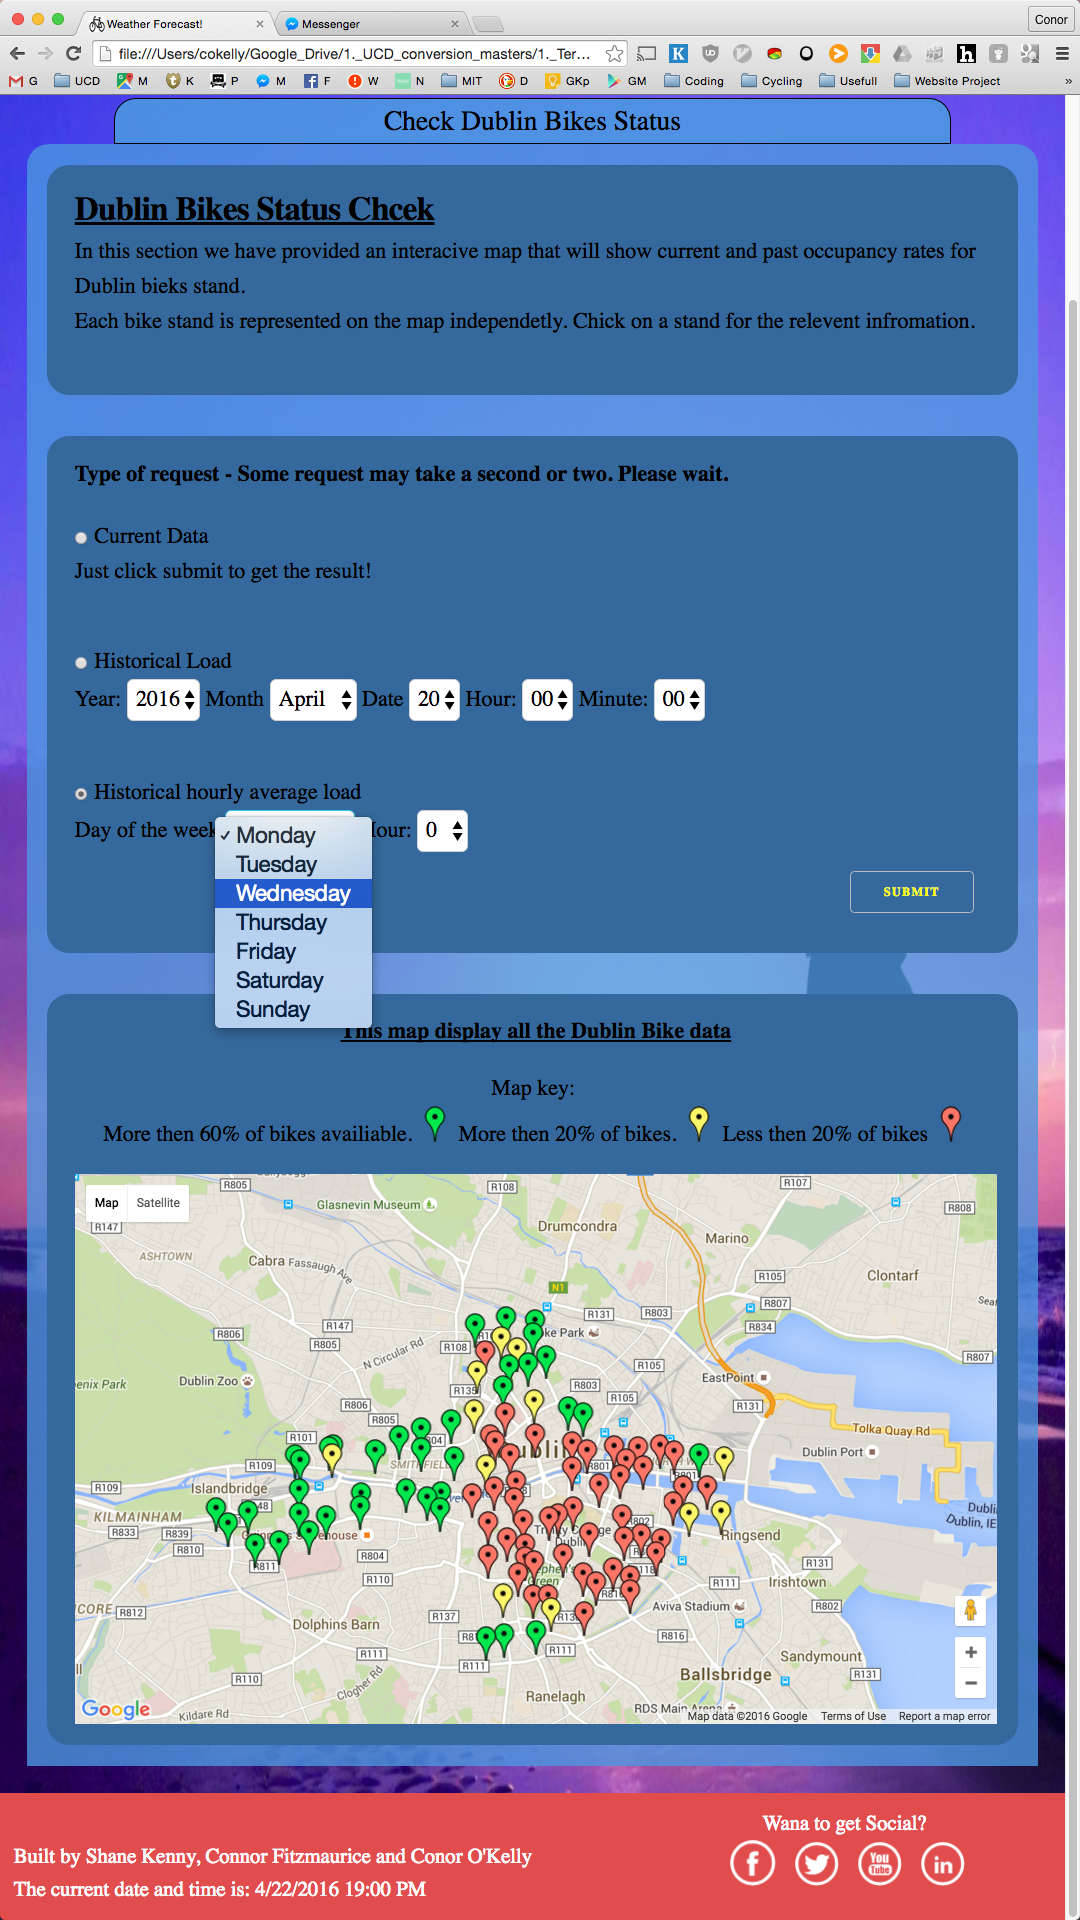 Weather Forecast!
Messenger
Conor
file:///Users/cokelly/Google_Drive/1._UCD_conversion_masters/1._Ter...
G UCD M K P M F N MIT D GKp GM Coding Cycling Usefull Website Project »
Check Dublin Bikes Status
Dublin Bikes Status Chcek
In this section we have provided an interacive map that will show current and past occupancy rates for
Dublin bieks stand.
Each bike stand is represented on the map independetly. Chick on a stand for the relevent infromation.
Type of request - Some request may take a second or two. Please wait.
Current Data
Just click submit to get the result!
Historical Load
Year: 2016 Month April Date 20 Hour: 00 Minute: 00
Historical hourly average load
Day of the week Hour: 0
✓ Monday
Tuesday
Wednesday
Thursday
Friday
Saturday
Sunday
SUBMIT
This map display all the Dublin Bike data
Map key:
More then 60% of bikes availiable. More then 20% of bikes. Less then 20% of bikes
Map Satellite
R805
R108
R107
Glasnevin Museum
R808
R147
Drumcondra
Marino
ASHTOWN
Cabra
Fassaugh Ave
R105
Clontarf
N1
R807
R131
R803
R147
R834
R806
R805
R108
N Circular Rd
R105
R807
enix Park
Dublin Zoo
EastPoint
R135
R803
R105
R131
R806
R805
Tolka Quay Rd
R101
Dublin Port
R109
SMITHFIELD
R801
R801
R109
Islandbridge
R109
KILMAINHAM
R833
R839
R810
R802
Ringsend
Dublin, IE
R811
R804
R110
R118
R131
R111
Irishtown
R812
R137
Aviva Stadium
R802
Dolphins Barn
R816
R111
R111
R111
Sandymount
R131
Ballsbridge
R110
Clogher Rd
Ranelagh
RDS Main Arena
Google
Kildare Rd
Map data ©2016 Google Terms of Use Report a map error
Wana to get Social?
Built by Shane Kenny, Connor Fitzmaurice and Conor O'Kelly
The current date and time is: 4/22/2016 19:00 PM
You
Tube
in